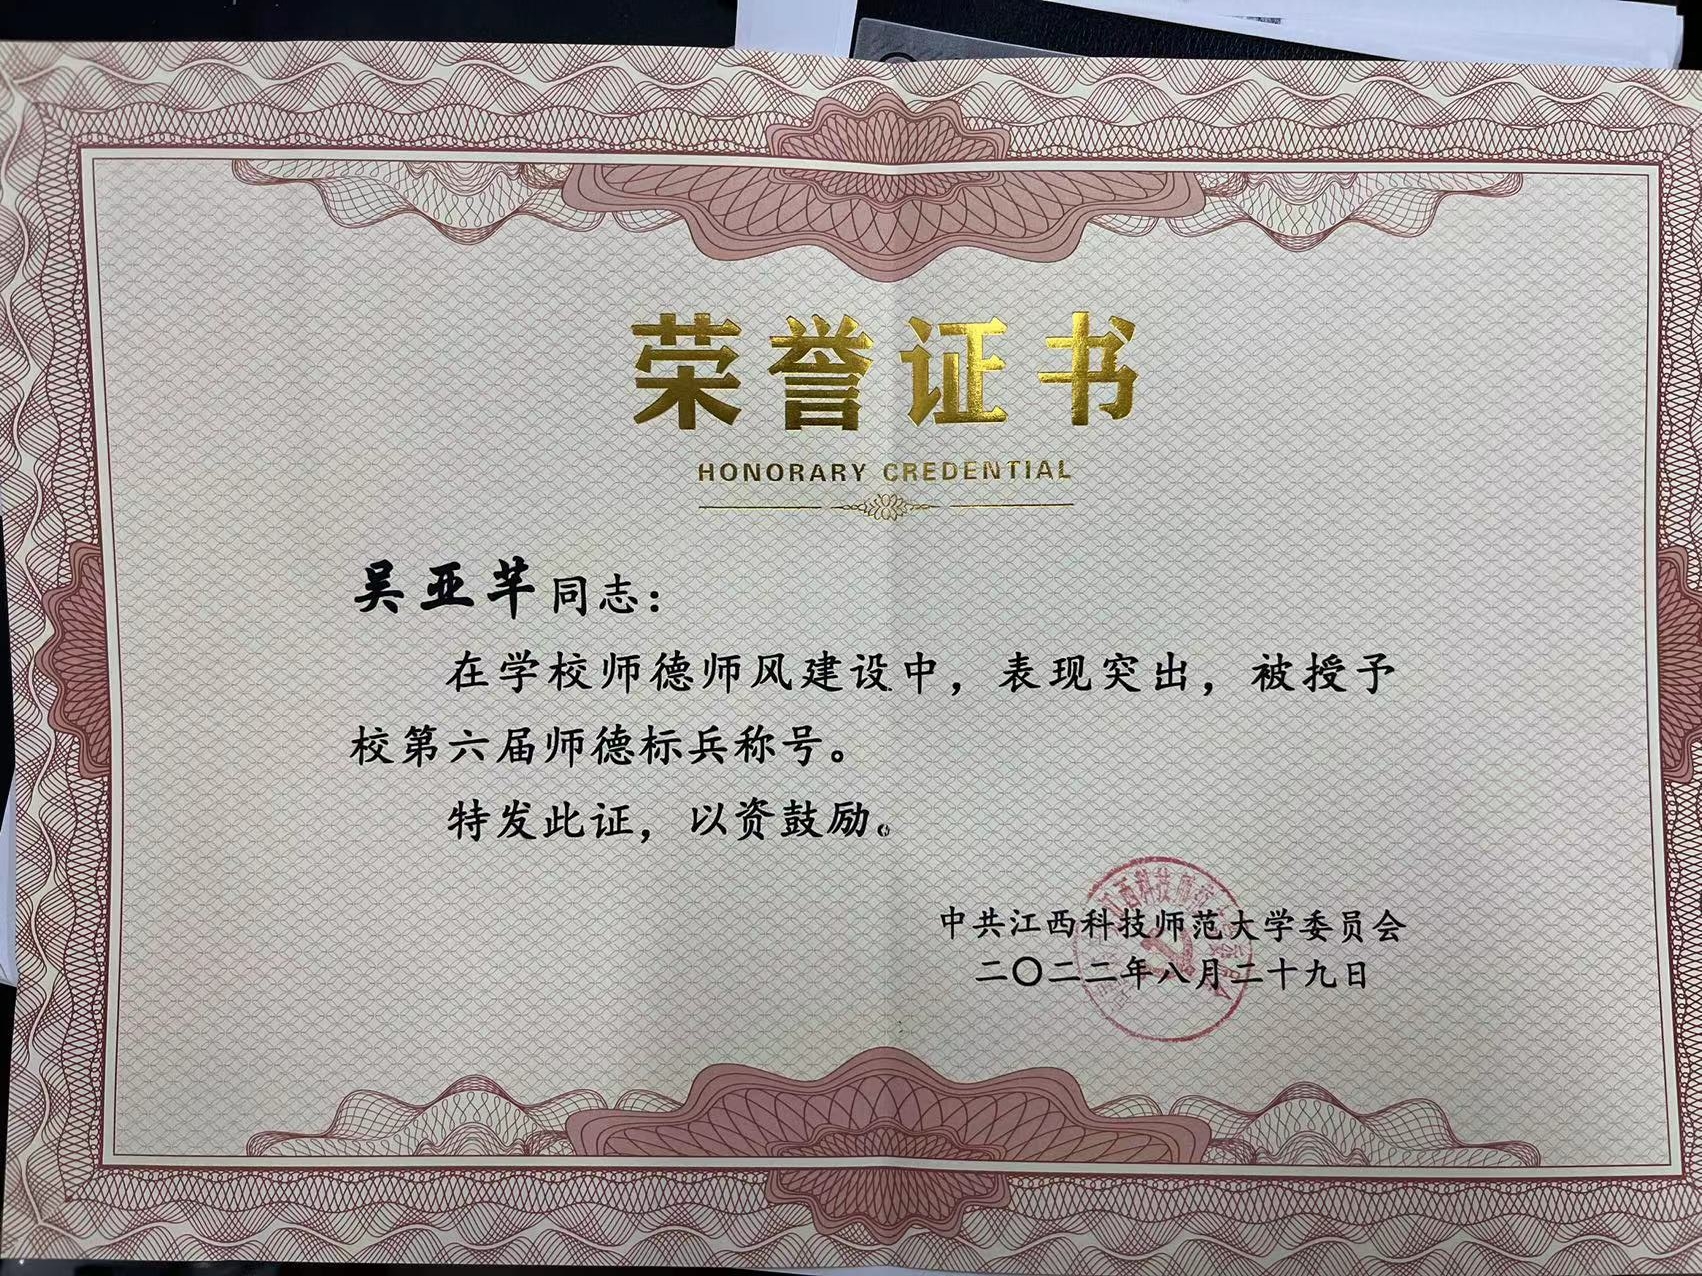 荣誉证书
HONORARY CREDENTIAL
吴亚芊同志：
在学校师德师风建设中，表现突出，被授予
校第六届师德标兵称号。
特发此证，以资鼓励。
中共江西科技师范大学委员会
二〇二二年八月二十九日